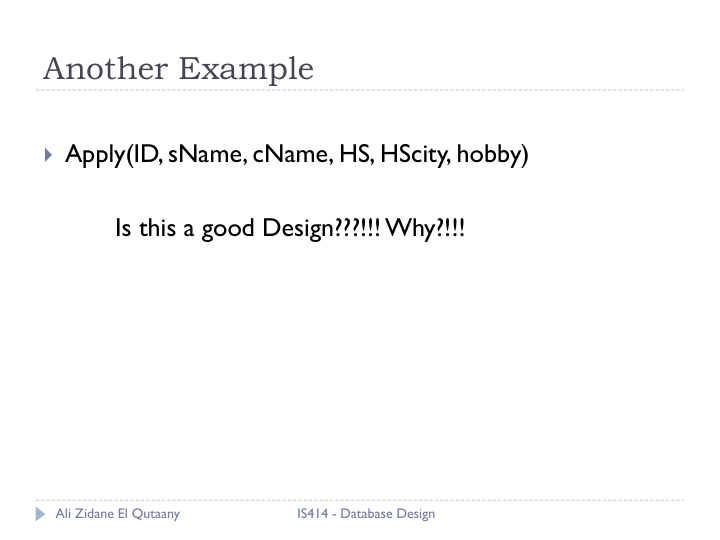 Another Example
Apply(ID, sName, cName, HS, HScity, hobby)
Is this a good Design???!!! Why?!!!
Ali Zidane El Qutaany
IS414 - Database Design